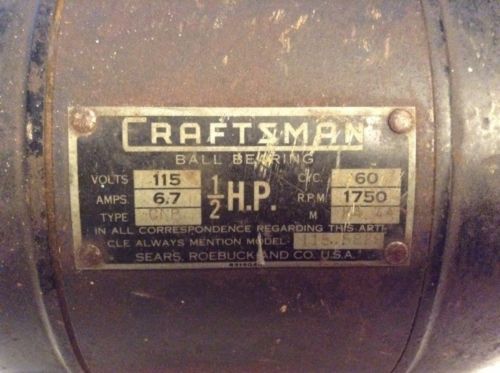 CRAFTSMAN
BALL BEARING
VOLTS 115 1/2 H.P. C/C. 60
AMPS. 6.7 R.P.M. 1750
TYPE M
IN ALL CORRESPONDENCE REGARDING THIS ARTI-
CLE ALWAYS MENTION MODEL
SEARS, ROEBUCK AND CO. U.S.A.